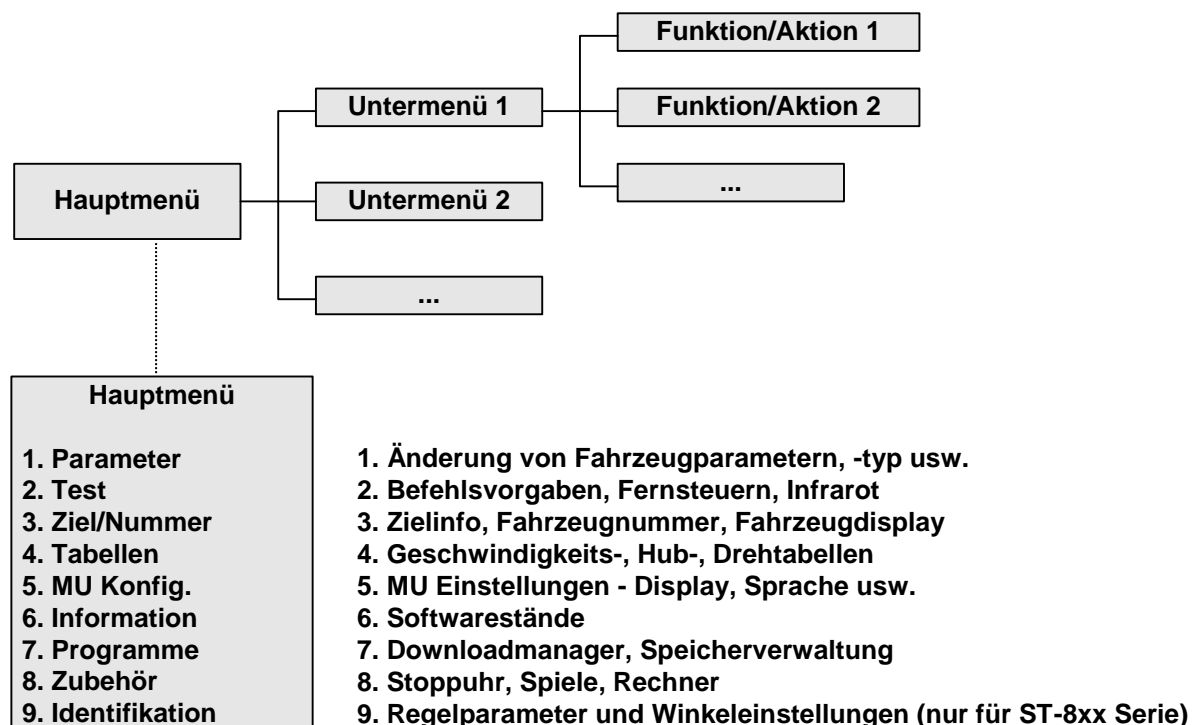 Funktion/Aktion 1
Untermenü 1
Funktion/Aktion 2
Hauptmenü
Untermenü 2
...
...
Hauptmenü
1. Parameter
2. Test
3. Ziel/Nummer
4. Tabellen
5. MU Konfig.
6. Information
7. Programme
8. Zubehör
9. Identifikation
1. Änderung von Fahrzeugparametern, -typ usw.
2. Befehlsvorgaben, Fernsteuern, Infrarot
3. Zielinfo, Fahrzeugnummer, Fahrzeugdisplay
4. Geschwindigkeits-, Hub-, Drehtabellen
5. MU Einstellungen - Display, Sprache usw.
6. Softwarestände
7. Downloadmanager, Speicherverwaltung
8. Stoppuhr, Spiele, Rechner
9. Regelparameter und Winkeleinstellungen (nur für ST-8xx Serie)